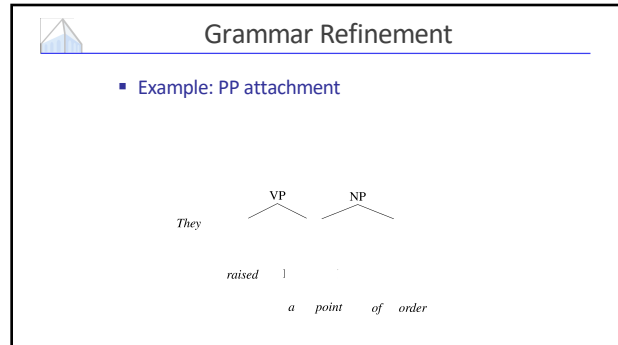 Grammar Refinement
▪ Example: PP attachment
VP NP
They
raised
a point of order